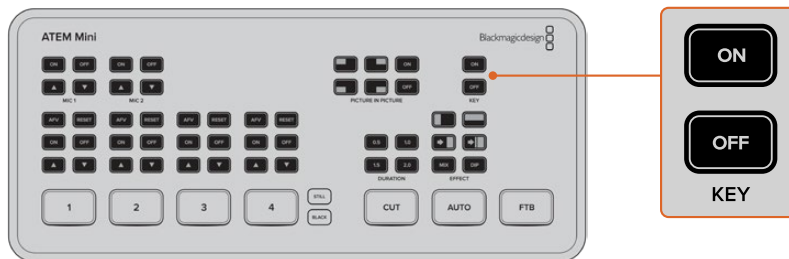 ATEM Mini
Blackmagicdesign
ON OFF ON OFF
MIC 1 MIC 2
ON
OFF
PICTURE IN PICTURE
ON
OFF
KEY
AFV RESET AFV RESET AFV RESET AFV RESET
ON OFF ON OFF ON OFF ON OFF
0.5 1.0
1.5 2.0
DURATION
MIX DIP
EFFECT
1 2 3 4
STILL
BLACK
CUT AUTO FTB
ON
OFF
KEY